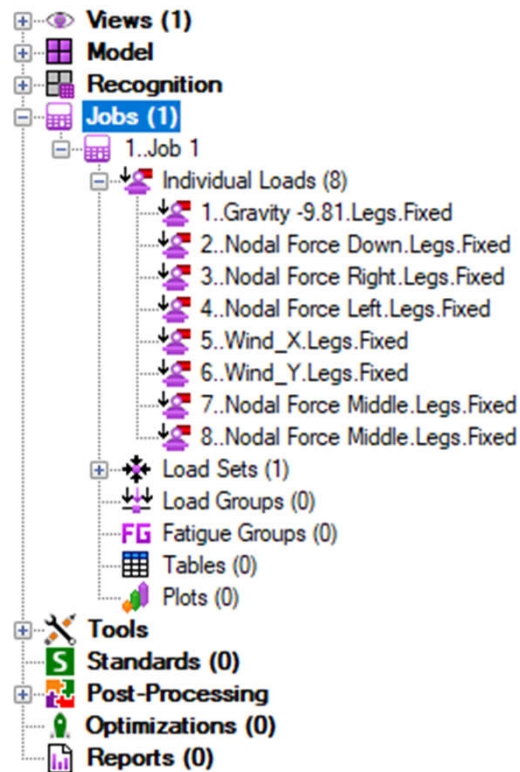 Views (1)
Model
Recognition
Jobs (1)
1..Job 1
Individual Loads (8)
1..Gravity -9.81.Legs.Fixed
2..Nodal Force Down.Legs.Fixed
3..Nodal Force Right.Legs.Fixed
4..Nodal Force Left.Legs.Fixed
5..Wind_X.Legs.Fixed
6..Wind_Y.Legs.Fixed
7..Nodal Force Middle.Legs.Fixed
8..Nodal Force Middle.Legs.Fixed
Load Sets (1)
Load Groups (0)
FG Fatigue Groups (0)
Tables (0)
Plots (0)
Tools
S Standards (0)
Post-Processing
Optimizations (0)
Reports (0)